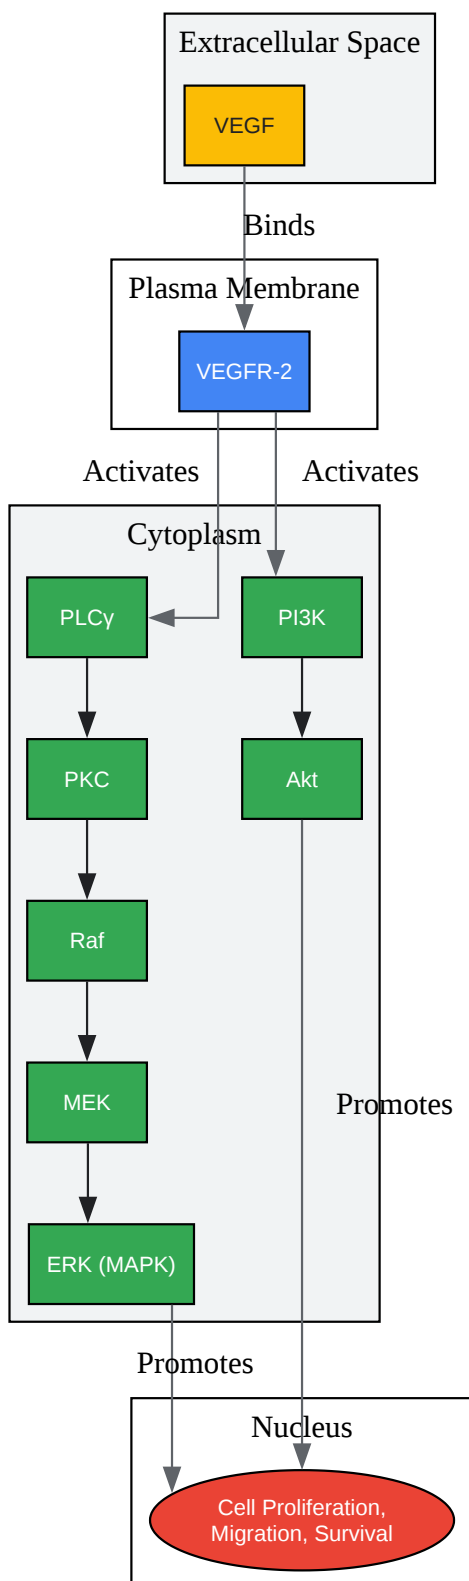 Extracellular Space
VEGF
Binds
Plasma Membrane
VEGFR-2
Activates
Activates
Cytoplasm
PLCγ
PI3K
PKC
Akt
Raf
MEK
Promotes
ERK (MAPK)
Promotes
Nucleus
Cell Proliferation,
Migration, Survival